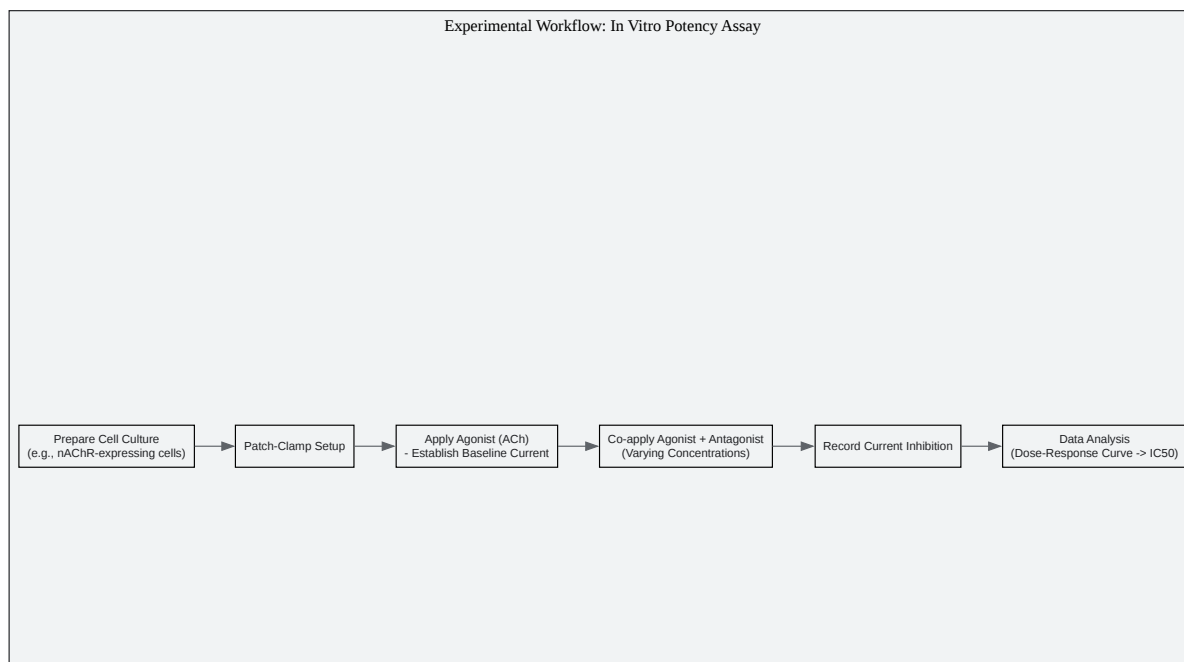 Experimental Workflow: In Vitro Potency Assay
Prepare Cell Culture
(e.g., nAChR-expressing cells)
Patch-Clamp Setup
Apply Agonist (ACh)
- Establish Baseline Current
Co-apply Agonist + Antagonist
(Varying Concentrations)
Record Current Inhibition
Data Analysis
(Dose-Response Curve -> IC50)